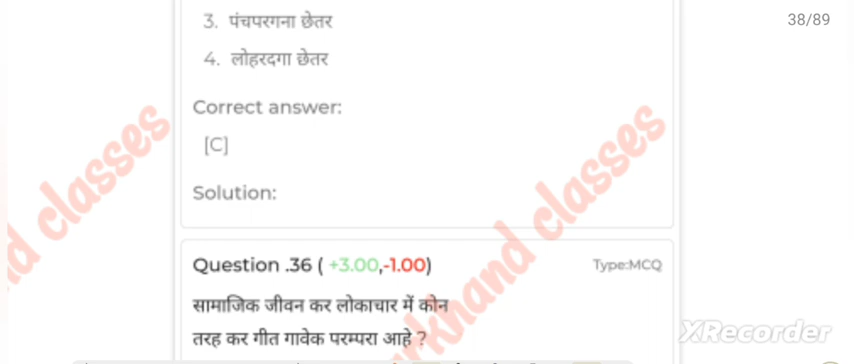 3. पंचपरगना छेतर
38/89
4. लोहरदगा छेतर
Correct answer:
[C]
Solution:
Question .36 ( +3.00,-1.00)
Type:MCQ
सामाजिक जीवन कर लोकाचार में कोन
तरह कर गीत गावेक परम्परा आहे ?
d classes
rkhand classes
XRecorder